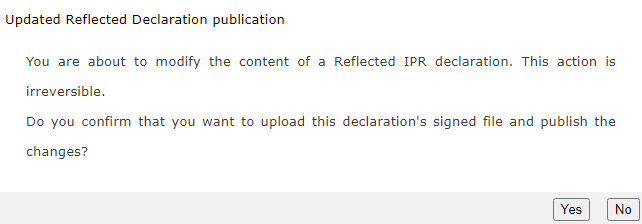 Updated Reflected Declaration publication
You are about to modify the content of a Reflected IPR declaration. This action is
irreversible.
Do you confirm that you want to upload this declaration's signed file and publish the
changes?
Yes No